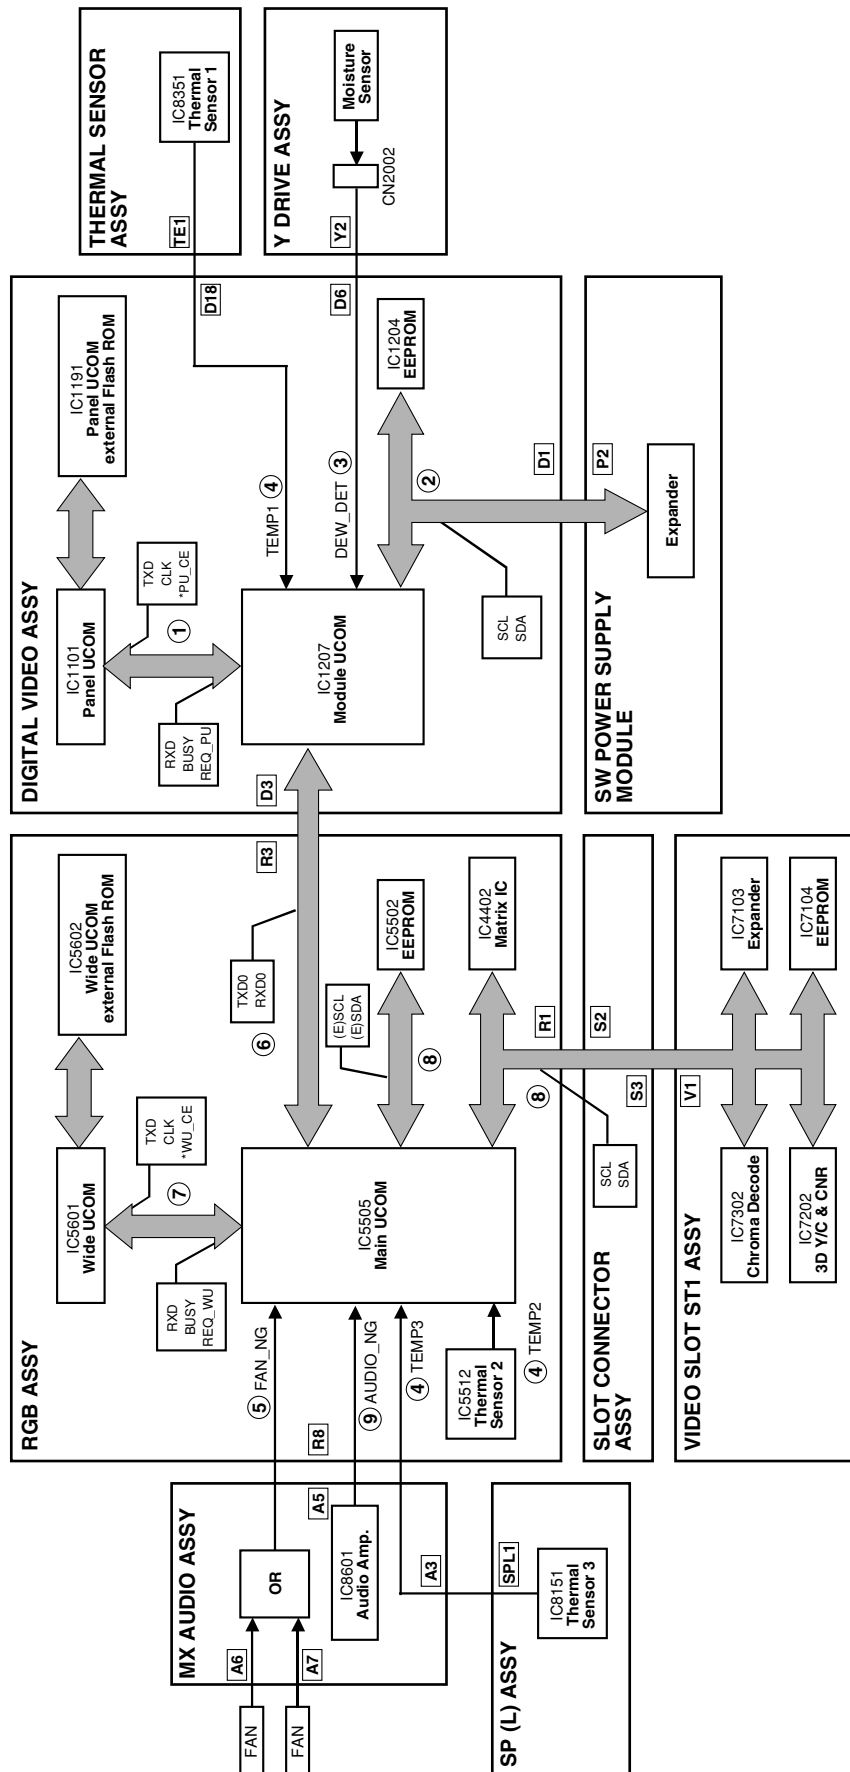 FAN
FAN
A6
A7
MX AUDIO ASSY
OR
IC8601
Audio Amp.
A5
A3
SP (L) ASSY
SPL1
IC8151
Thermal
Sensor 3
RGB ASSY
R8
⑤ FAN_NG
⑨ AUDIO_NG
④ TEMP3
IC5512
Thermal
Sensor 2
④ TEMP2
IC5601
Wide UCOM
IC5602
Wide UCOM
external Flash ROM
RXD
BUSY
REQ_WU
⑦
TXD
CLK
*WU_CE
IC5505
Main UCOM
⑥
TXD0
RXD0
R3
(E)SCL
(E)SDA
⑧
IC5502
EEPROM
IC4402
Matrix IC
⑧
R1
SLOT CONNECTOR
ASSY
S2
S3
SCL
SDA
VIDEO SLOT ST1 ASSY
V1
IC7302
Chroma Decode
IC7103
Expander
IC7202
3D Y/C & CNR
IC7104
EEPROM
DIGITAL VIDEO ASSY
D3
IC1101
Panel UCOM
IC1191
Panel UCOM
external Flash ROM
RXD
BUSY
REQ_PU
①
TXD
CLK
*PU_CE
IC1207
Module UCOM
TEMP1 ④
DEW_DET ③
D18
D6
②
IC1204
EEPROM
SCL
SDA
D1
SW POWER SUPPLY
MODULE
P2
Expander
THERMAL SENSOR
ASSY
TE1
IC8351
Thermal
Sensor 1
Y DRIVE ASSY
Y2
CN2002
Moisture
Sensor